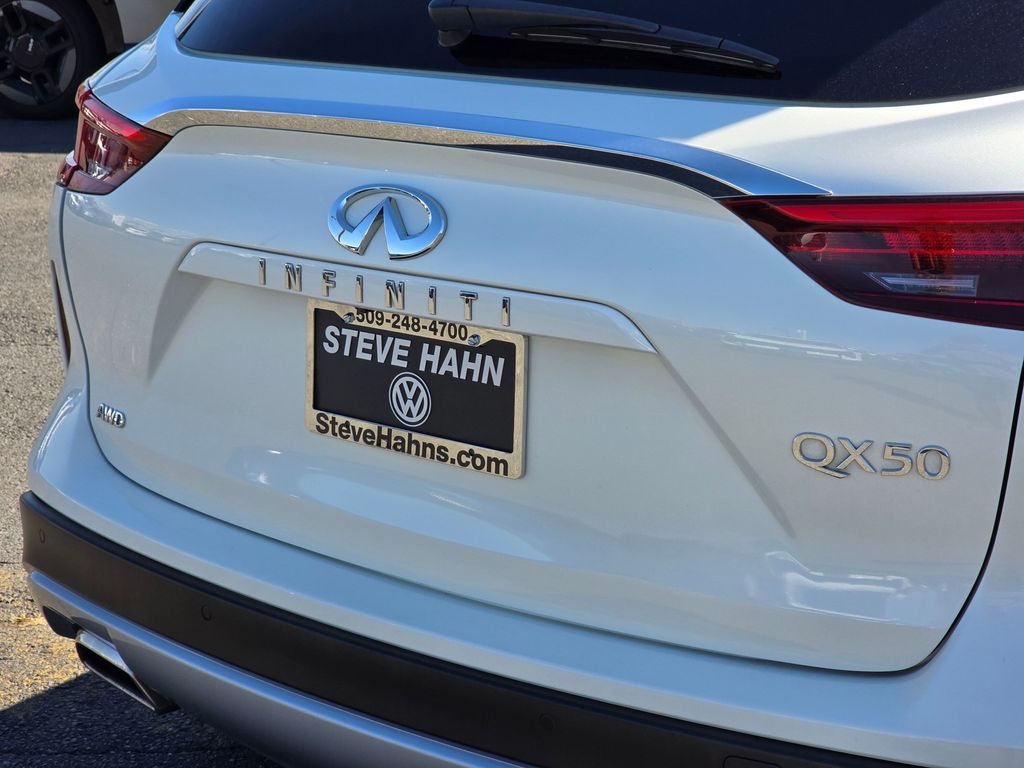 INFINITI
509-248-4700
STEVE HAHN
SteveHahns.com
AWD
QX50